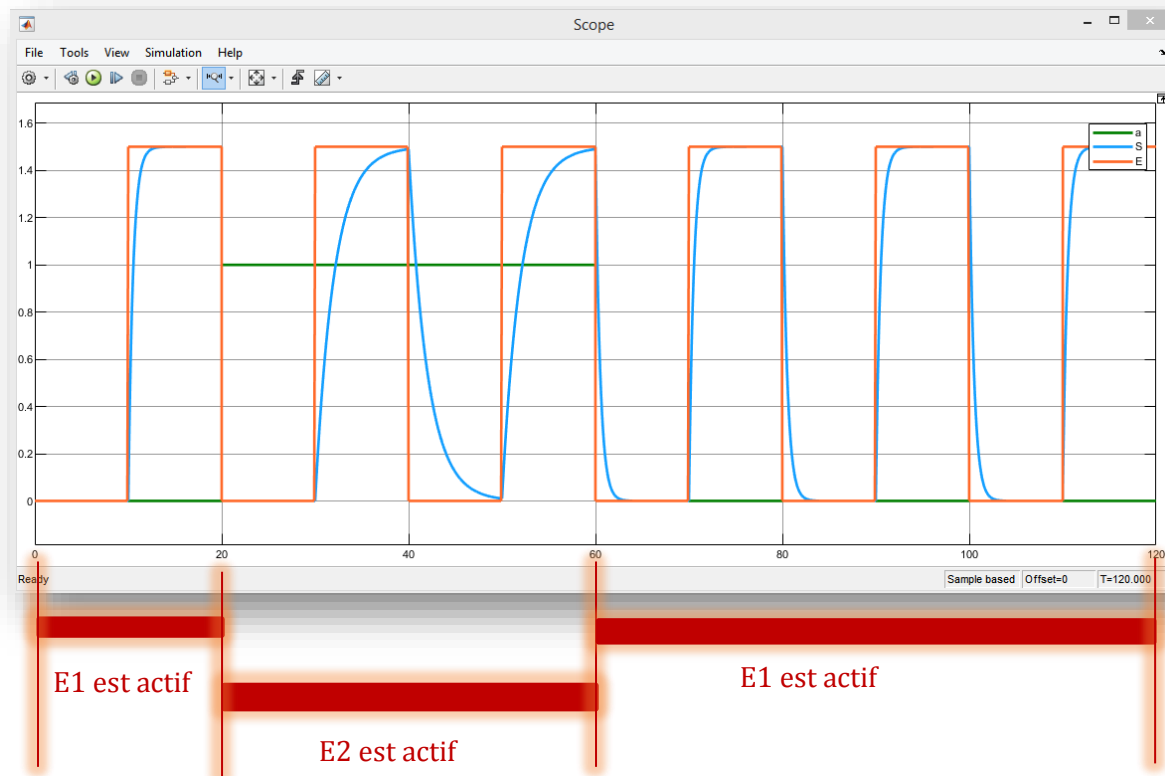 Scope
File Tools View Simulation Help
1.6
1.4
1.2
1
0.8
0.6
0.4
0.2
0
a
S
E
0 20 40 60 80 100 120
Ready Sample based Offset=0 T=120.000
E1 est actif
E2 est actif
E1 est actif